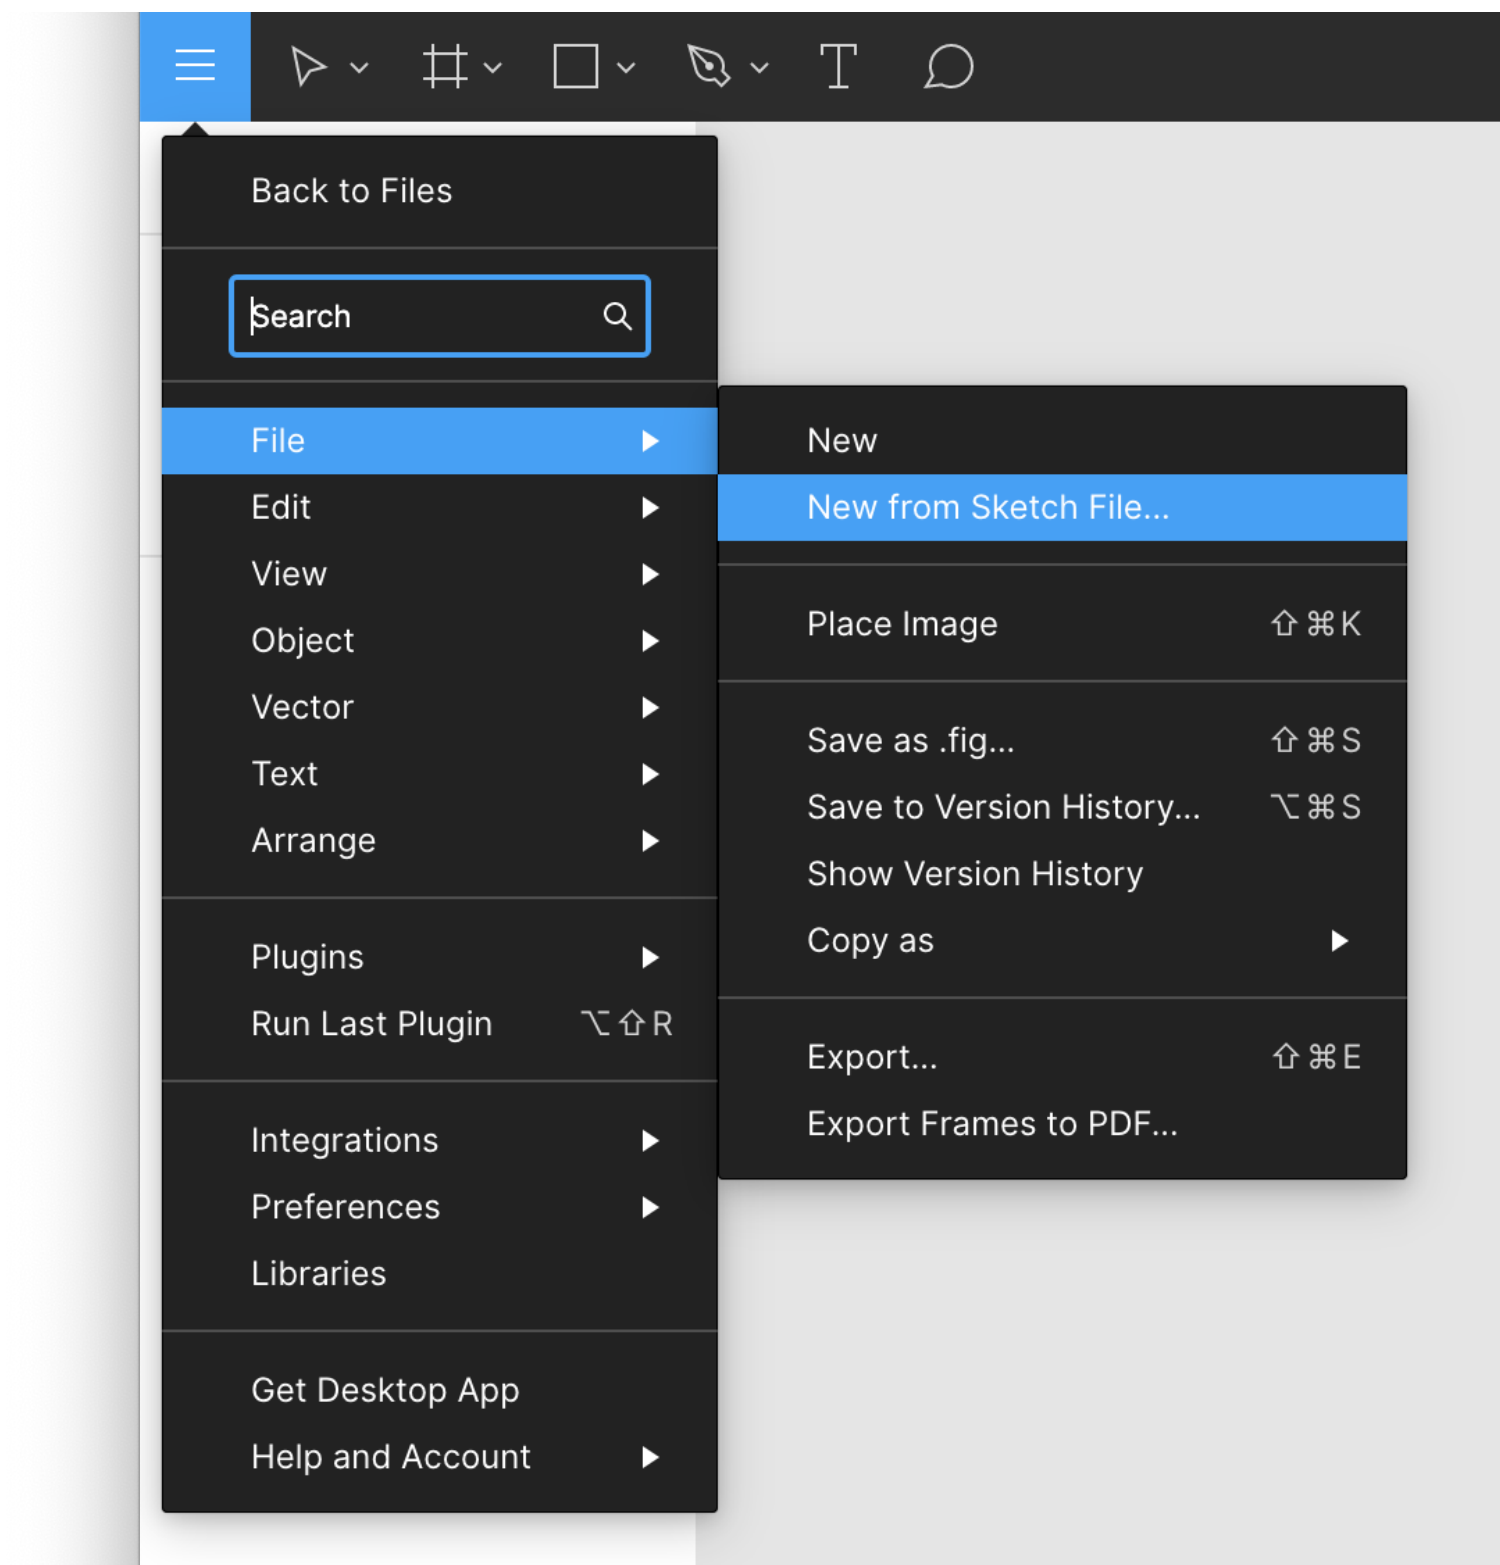 Back to Files
Search
File
Edit
View
Object
Vector
Text
Arrange
Plugins
Run Last Plugin ⌥⇧R
Integrations
Preferences
Libraries
Get Desktop App
Help and Account
New
New from Sketch File...
Place Image ⇧⌘K
Save as .fig... ⇧⌘S
Save to Version History... ⌥⌘S
Show Version History
Copy as
Export... ⇧⌘E
Export Frames to PDF...